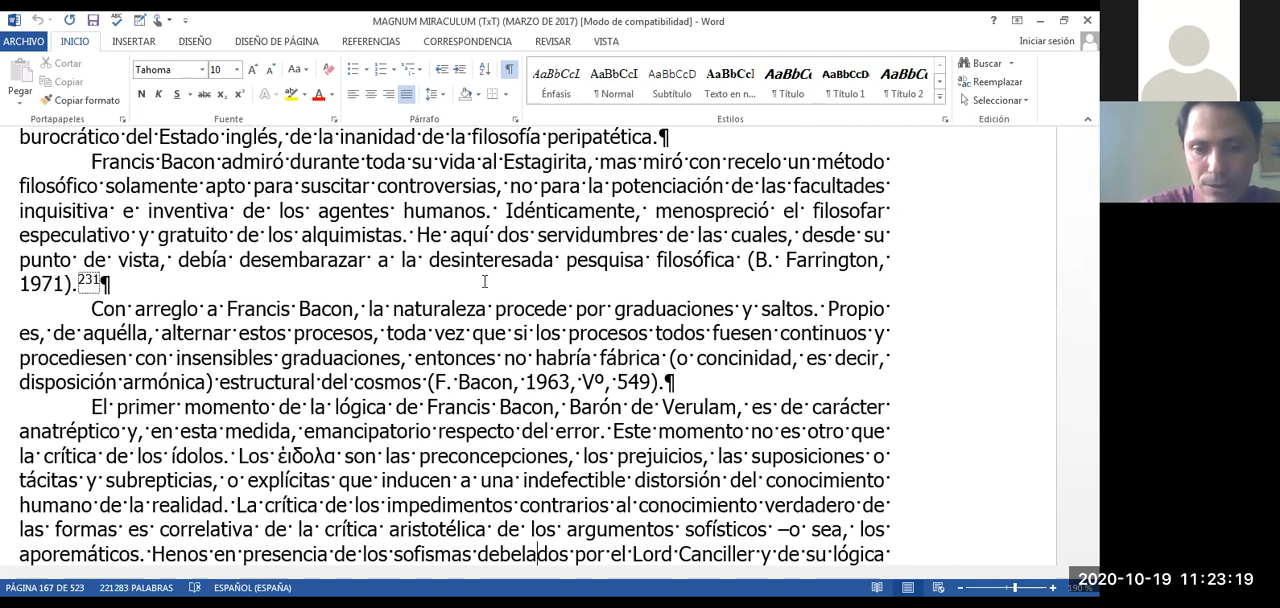 MAGNUM MIRACULUM (TxT) (MARZO DE 2017) [Modo de compatibilidad] - Word
ARCHIVO INICIO INSERTAR DISEÑO DISEÑO DE PÁGINA REFERENCIAS CORRESPONDENCIA REVISAR VISTA Iniciar sesión
Pegar
Cortar
Copiar
Copiar formato
Portapapeles
Tahoma 10
N K S abc x₂ x²
Fuente
Párrafo
AaBbCcI AaBbCcI AaBbCcD AaBbCc AaBbC AaBbCcD AaBbCc
Énfasis ¶ Normal Subtítulo Texto en n... ¶ Título ¶ Título 1 ¶ Título 2
Estilos
Buscar
Reemplazar
Seleccionar
Edición
burocrático del Estado inglés, de la inanidad de la filosofía peripatética.¶
Francis Bacon admiró durante toda su vida al Estagirita, mas miró con recelo un método
filosófico solamente apto para suscitar controversias, no para la potenciación de las facultades
inquisitiva e inventiva de los agentes humanos. Idénticamente, menospreció el filosofar
especulativo y gratuito de los alquimistas. He aquí dos servidumbres de las cuales, desde su
punto de vista, debía desembarazar a la desinteresada pesquisa filosófica (B. Farrington,
1971).231¶
Con arreglo a Francis Bacon, la naturaleza procede por graduaciones y saltos. Propio
es, de aquélla, alternar estos procesos, toda vez que si los procesos todos fuesen continuos y
procediesen con insensibles graduaciones, entonces no habría fábrica (o concinidad, es decir,
disposición armónica) estructural del cosmos (F. Bacon, 1963, Vº, 549).¶
El primer momento de la lógica de Francis Bacon, Barón de Verulam, es de carácter
anatréptico y, en esta medida, emancipatorio respecto del error. Este momento no es otro que
la crítica de los ídolos. Los ἐιδολα son las preconcepciones, los prejuicios, las suposiciones o
tácitas y subrepticias, o explícitas que inducen a una indefectible distorsión del conocimiento
humano de la realidad. La crítica de los impedimentos contrarios al conocimiento verdadero de
las formas es correlativa de la crítica aristotélica de los argumentos sofísticos –o sea, los
aporemáticos. Henos en presencia de los sofismas debelados por el Lord Canciller y de su lógica
PÁGINA 167 DE 523 221283 PALABRAS ESPAÑOL (ESPAÑA) 190 %
2020-10-19 11:23:19